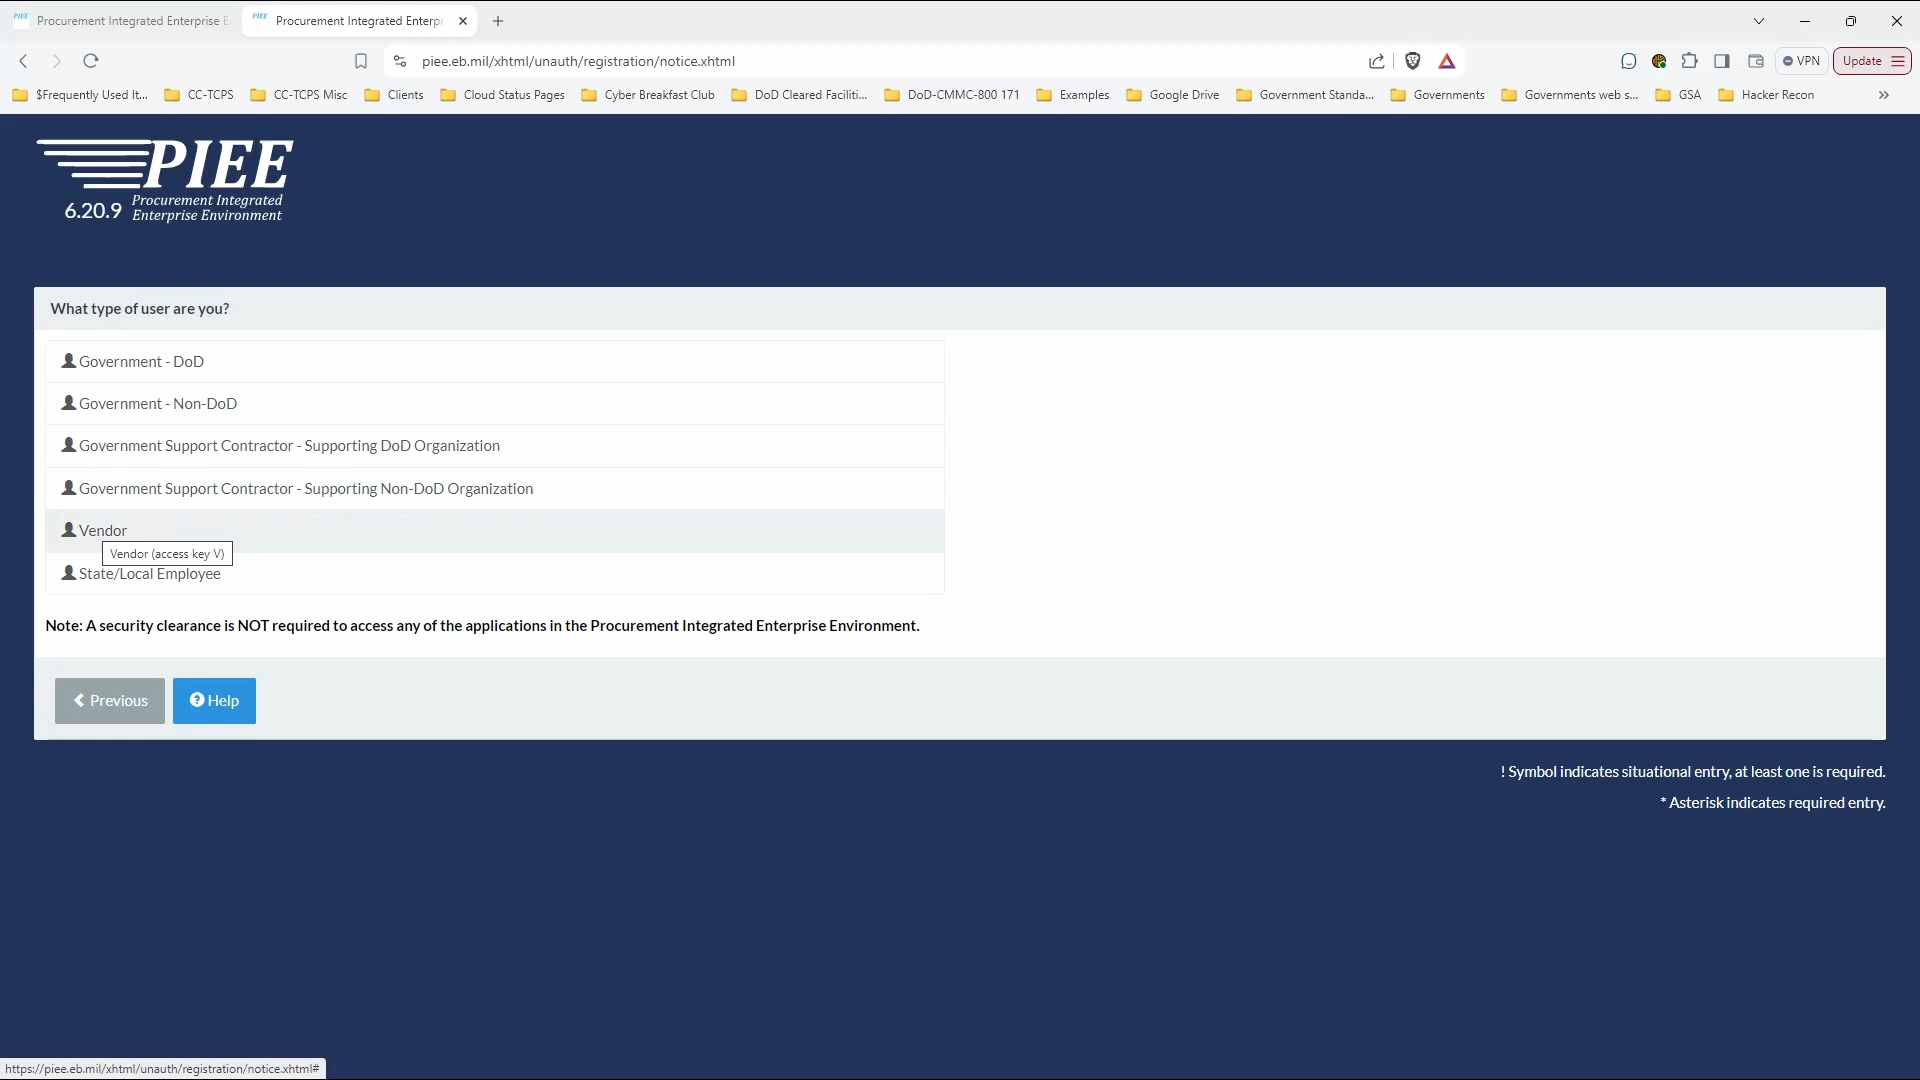 PIEE
Procurement Integrated Enterprise E
PIEE
Procurement Integrated Enterpr
piee.eb.mil/xhtml/unauth/registration/notice.xhtml
VPN
Update
$Frequently Used It...
CC-TCPS
CC-TCPS Misc
Clients
Cloud Status Pages
Cyber Breakfast Club
DoD Cleared Faciliti...
DoD-CMMC-800 171
Examples
Google Drive
Government Standa...
Governments
Governments web s...
GSA
Hacker Recon
PIEE
6.20.9
Procurement Integrated
Enterprise Environment
What type of user are you?
Government - DoD
Government - Non-DoD
Government Support Contractor - Supporting DoD Organization
Government Support Contractor - Supporting Non-DoD Organization
Vendor
Vendor (access key V)
State/Local Employee
Note: A security clearance is NOT required to access any of the applications in the Procurement Integrated Enterprise Environment.
Previous
Help
! Symbol indicates situational entry, at least one is required.
* Asterisk indicates required entry.
https://piee.eb.mil/xhtml/unauth/registration/notice.xhtml#